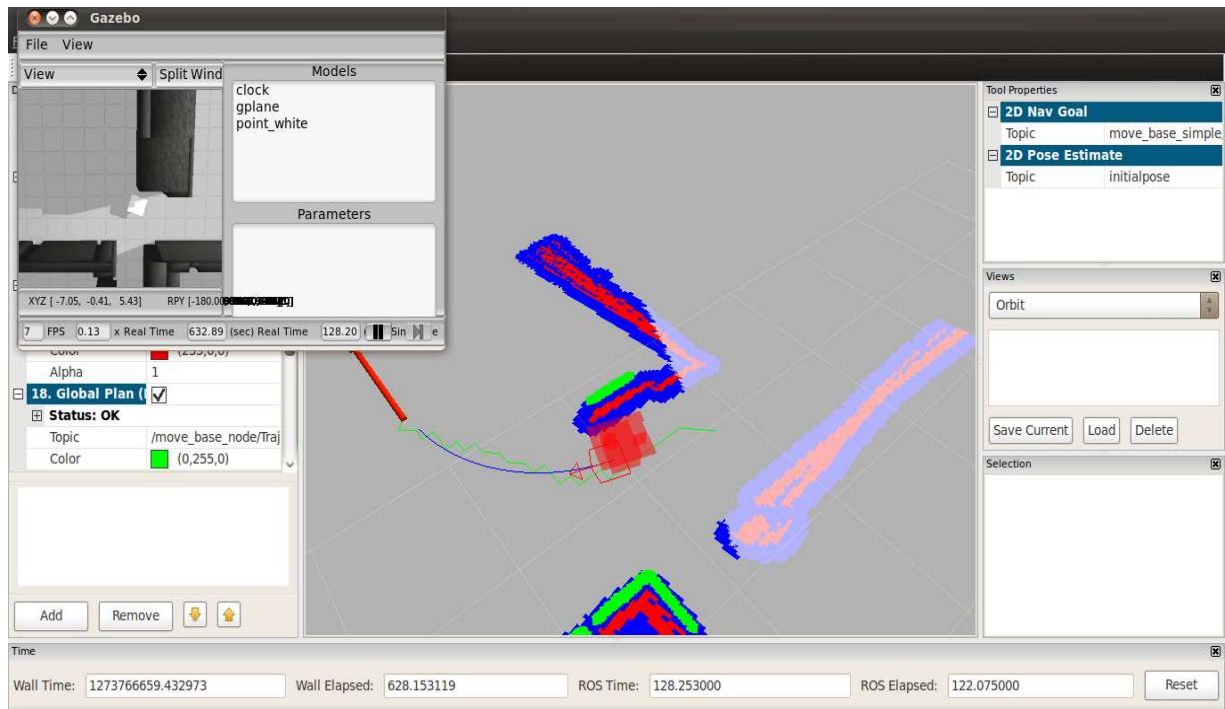 Gazebo
File View
View Split Wind
Models
clock
gplane
point_white
Parameters
XYZ [ -7.05, -0.41, 5.43] RPY [-180.00
7 FPS 0.13 x Real Time 632.89 (sec) Real Time 128.20 Sin e
Color (255,0,0)
Alpha 1
18. Global Plan (
Status: OK
Topic /move_base_node/Traj
Color (0,255,0)
Add Remove
Tool Properties
2D Nav Goal
Topic move_base_simple
2D Pose Estimate
Topic initialpose
Views
Orbit
Save Current Load Delete
Selection
Time
Wall Time: 1273766659.432973 Wall Elapsed: 628.153119 ROS Time: 128.253000 ROS Elapsed: 122.075000 Reset